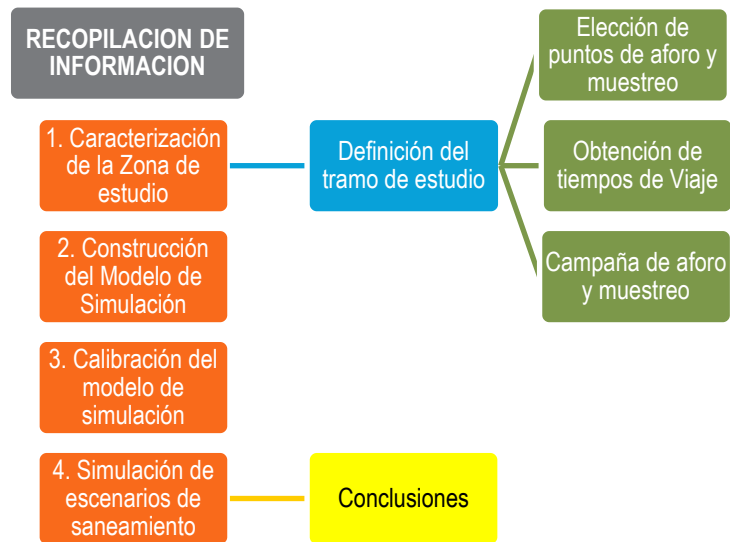 RECOPILACION DE
INFORMACION
1. Caracterización
de la Zona de
estudio
Definición del
tramo de estudio
Elección de
puntos de aforo y
muestreo
Obtención de
tiempos de Viaje
Campaña de aforo
y muestreo
2. Construcción
del Modelo de
Simulación
3. Calibración del
modelo de
simulación
4. Simulación de
escenarios de
saneamiento
Conclusiones